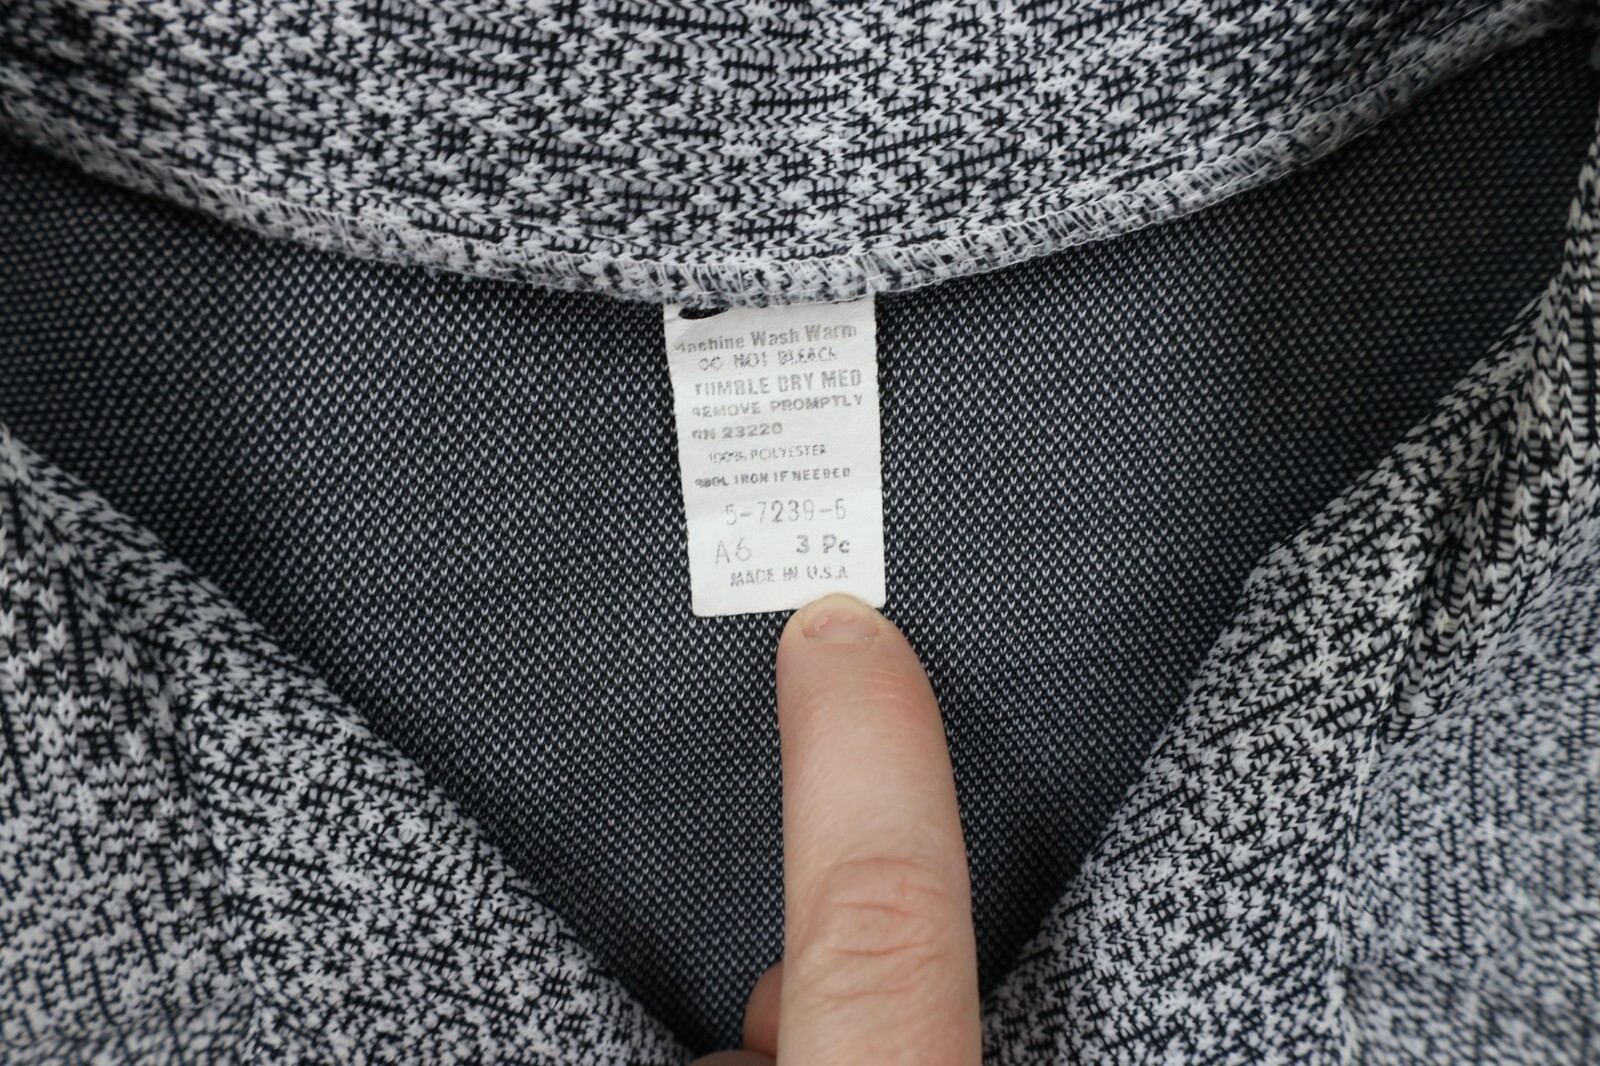 Machine Wash Warm
DO NOT BLEACH
TUMBLE DRY MED
REMOVE PROMPTLY
RN 23220
100% POLYESTER
COOL IRON IF NEEDED
5-7239-6
A6 3 Pc
MADE IN U.S.A